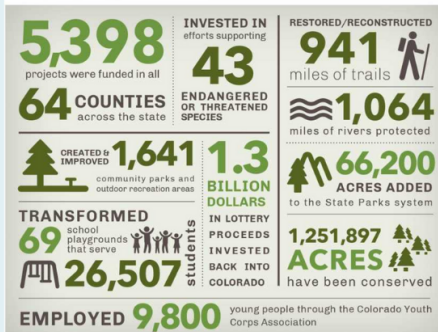 5,398
projects were funded in all
64 COUNTIES
across the state
INVESTED IN
efforts supporting
43
ENDANGERED
OR THREATENED
SPECIES
RESTORED/RECONSTRUCTED
941
miles of trails
1,064
miles of rivers protected
CREATED &
IMPROVED 1,641
community parks and
outdoor recreation areas
1.3
BILLION
DOLLARS
IN LOTTERY
PROCEEDS
INVESTED
BACK INTO
COLORADO
66,200
ACRES ADDED
to the State Parks system
TRANSFORMED
69 school
playgrounds
that serve
26,507
students
1,251,897
ACRES
have been conserved
EMPLOYED 9,800 young people through the Colorado Youth
Corps Association